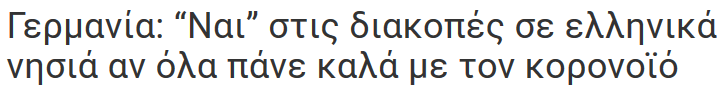 Γερμανία: “Ναι” στις διακοπές σε ελληνικά
νησιά αν όλα πάνε καλά με τον κορονοϊό